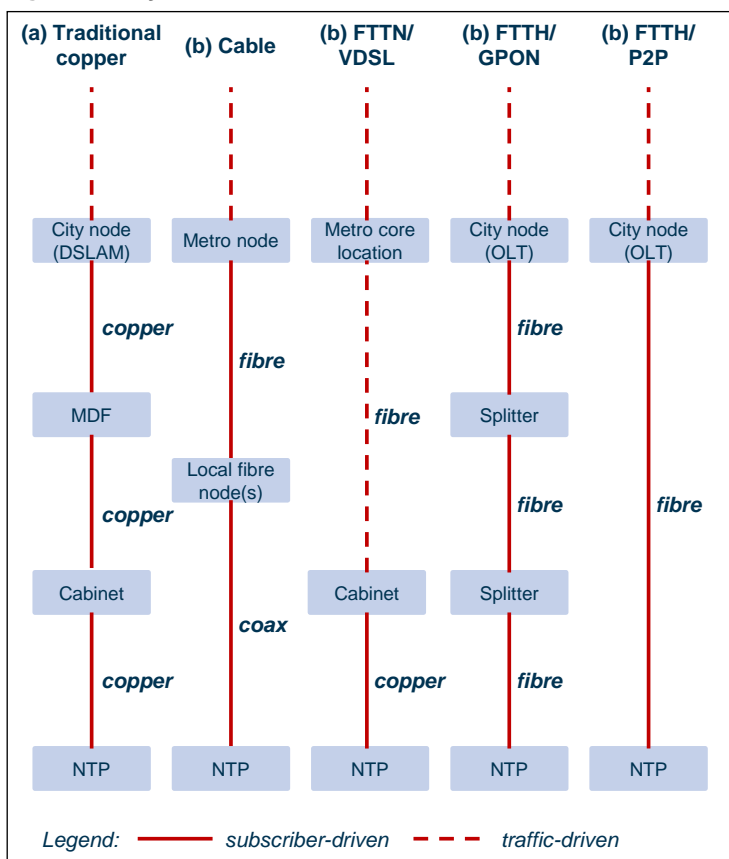 (a) Traditional
copper
(b) Cable
(b) FTTN/
VDSL
(b) FTTH/
GPON
(b) FTTH/
P2P
City node
(DSLAM)
Metro node
Metro core
location
City node
(OLT)
City node
(OLT)
copper
fibre
fibre
MDF
fibre
Splitter
Local fibre
node(s)
copper
fibre
fibre
Cabinet
Cabinet
Splitter
coax
copper
copper
fibre
NTP
NTP
NTP
NTP
NTP
Legend: subscriber-driven traffic-driven